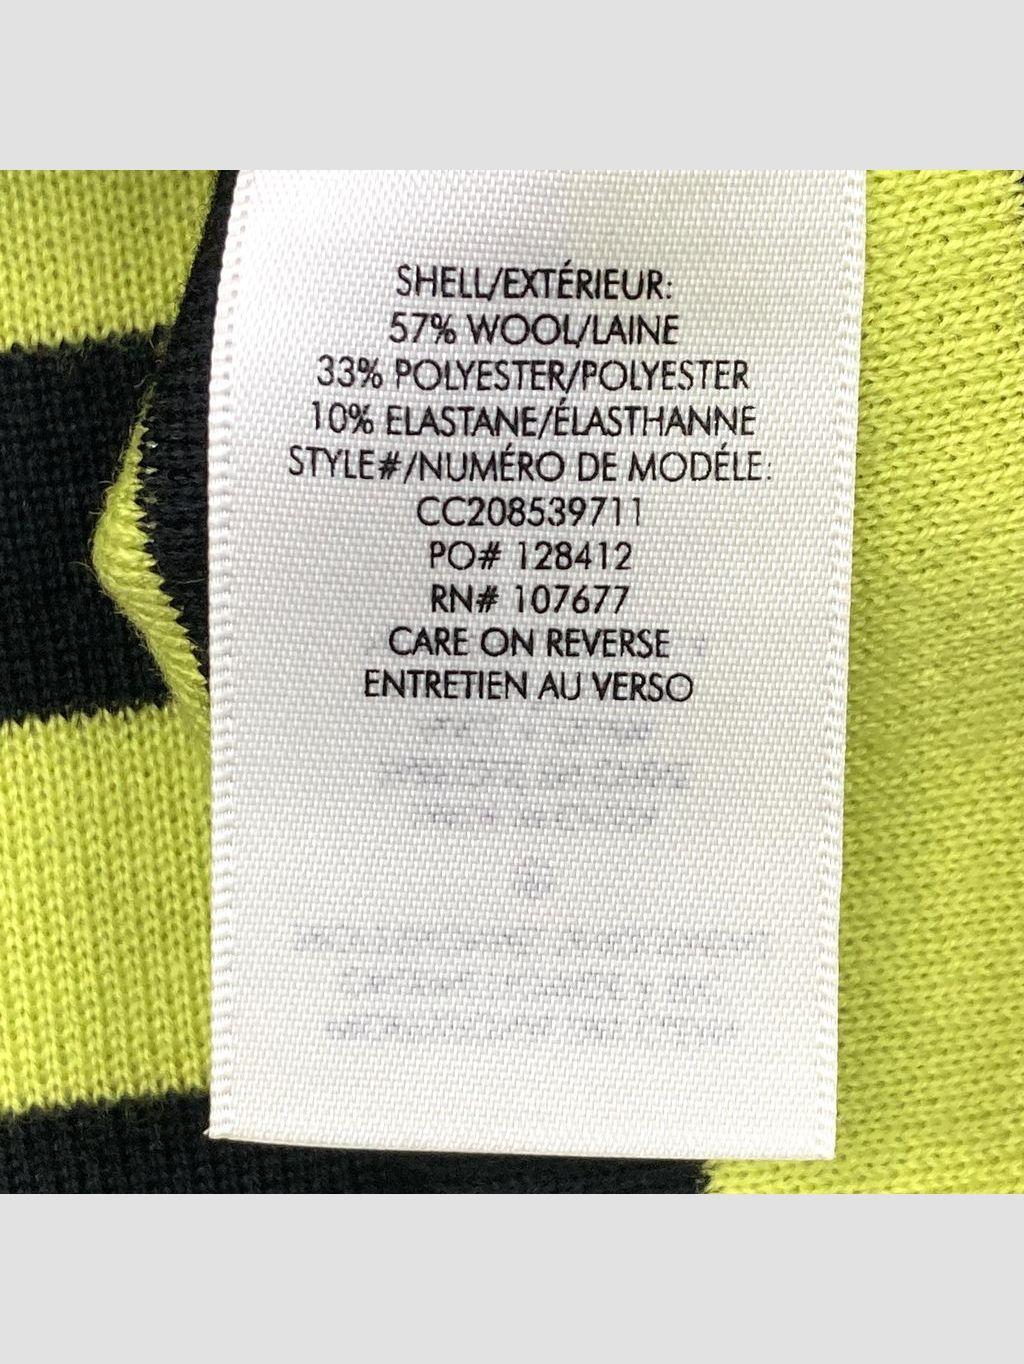 SHELL/EXTÉRIEUR:
57% WOOL/LAINE
33% POLYESTER/POLYESTER
10% ELASTANE/ÉLASTHANNE
STYLE#/NUMÉRO DE MODÉLE:
CC208539711
PO# 128412
RN# 107677
CARE ON REVERSE
ENTRETIEN AU VERSO